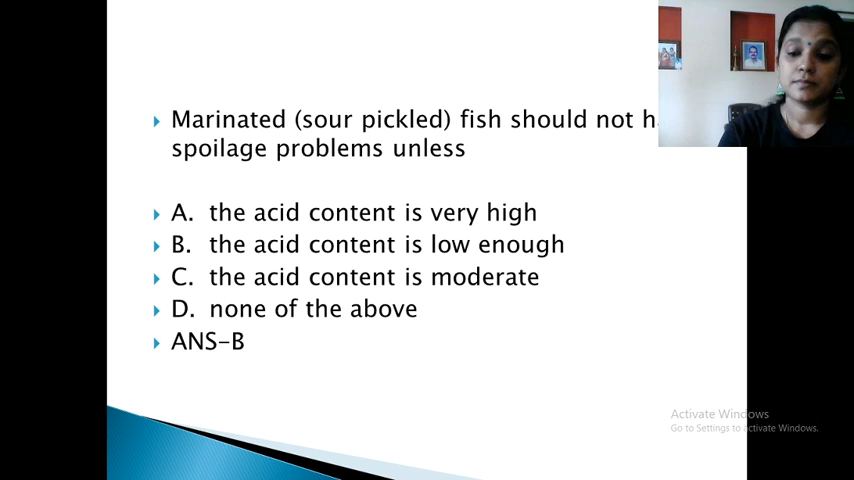 Marinated (sour pickled) fish should not
spoilage problems unless
A. the acid content is very high
B. the acid content is low enough
C. the acid content is moderate
D. none of the above
ANS-B
Activate Windows
Go to Settings to activate Windows.